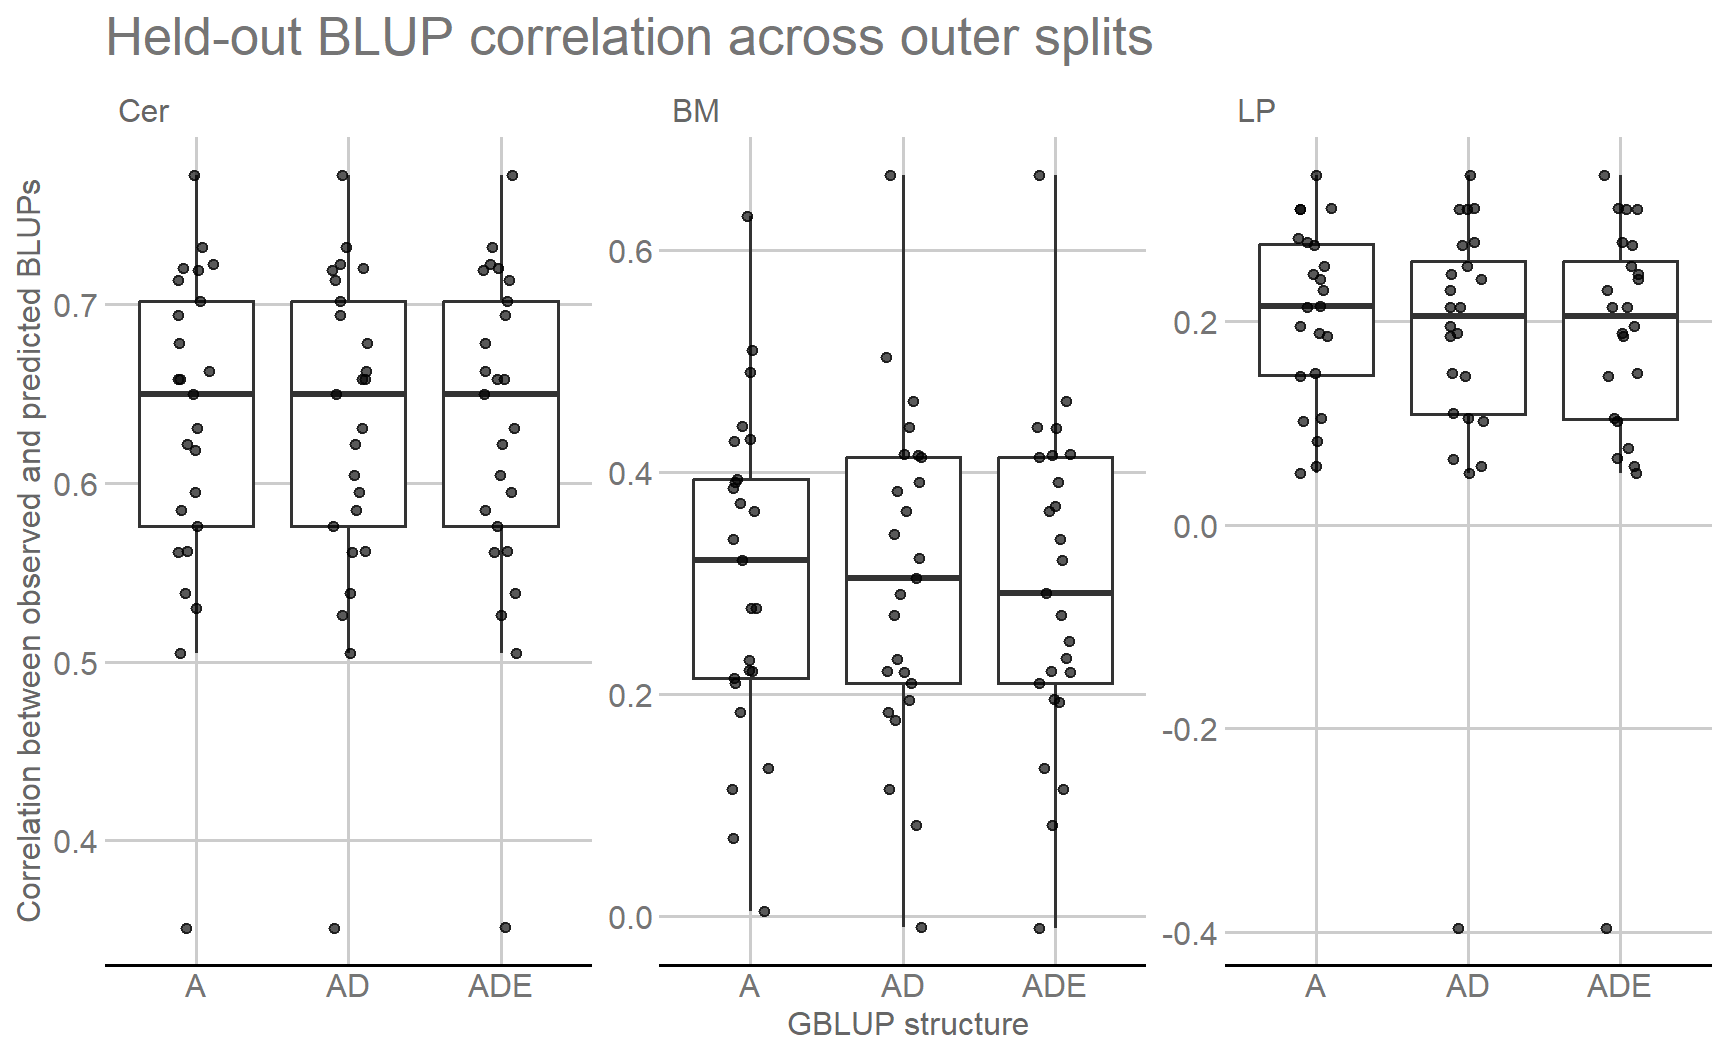 Held-out BLUP correlation across outer splits
Cer
BM
LP
Correlation between observed and predicted BLUPs
0.7
0.6
0.5
0.4
0.6
0.4
0.2
0.0
0.2
0.0
-0.2
-0.4
A AD ADE
A AD ADE
A AD ADE
GBLUP structure